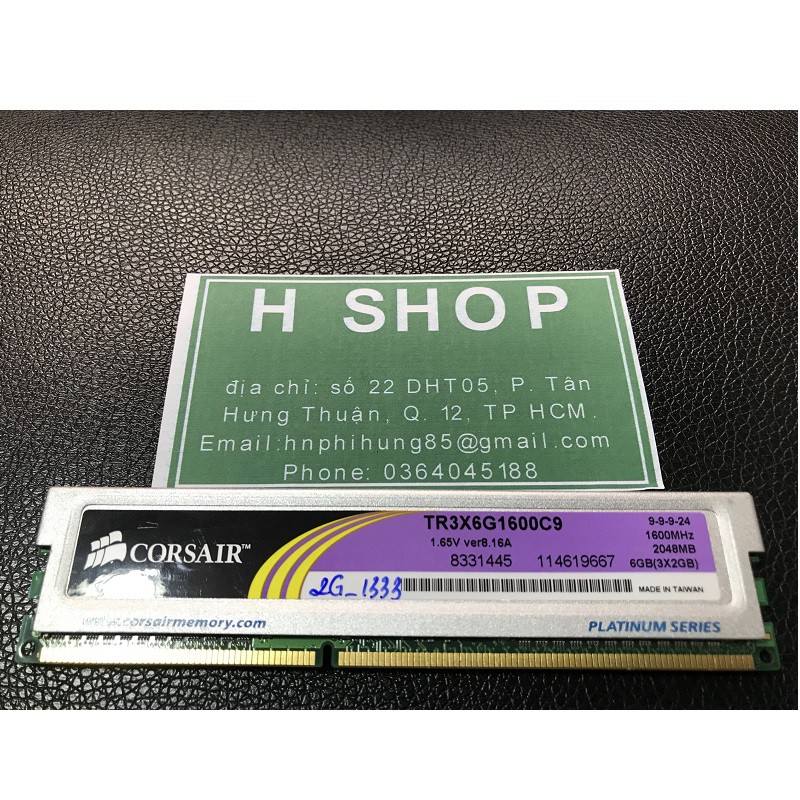 H SHOP
địa chỉ: số 22 DHT05, P. Tân
Hưng Thuận, Q. 12, TP HCM.
Email:hnphihung85@gmail.com
Phone: 0364045188
CORSAIR™
TR3X6G1600C9
1.65V ver8.16A
8331445 114619667
9-9-9-24
1600MHz
2048MB
6GB(3X2GB)
2G_1333
MADE IN TAIWAN
www.corsairmemory.com
PLATINUM SERIES